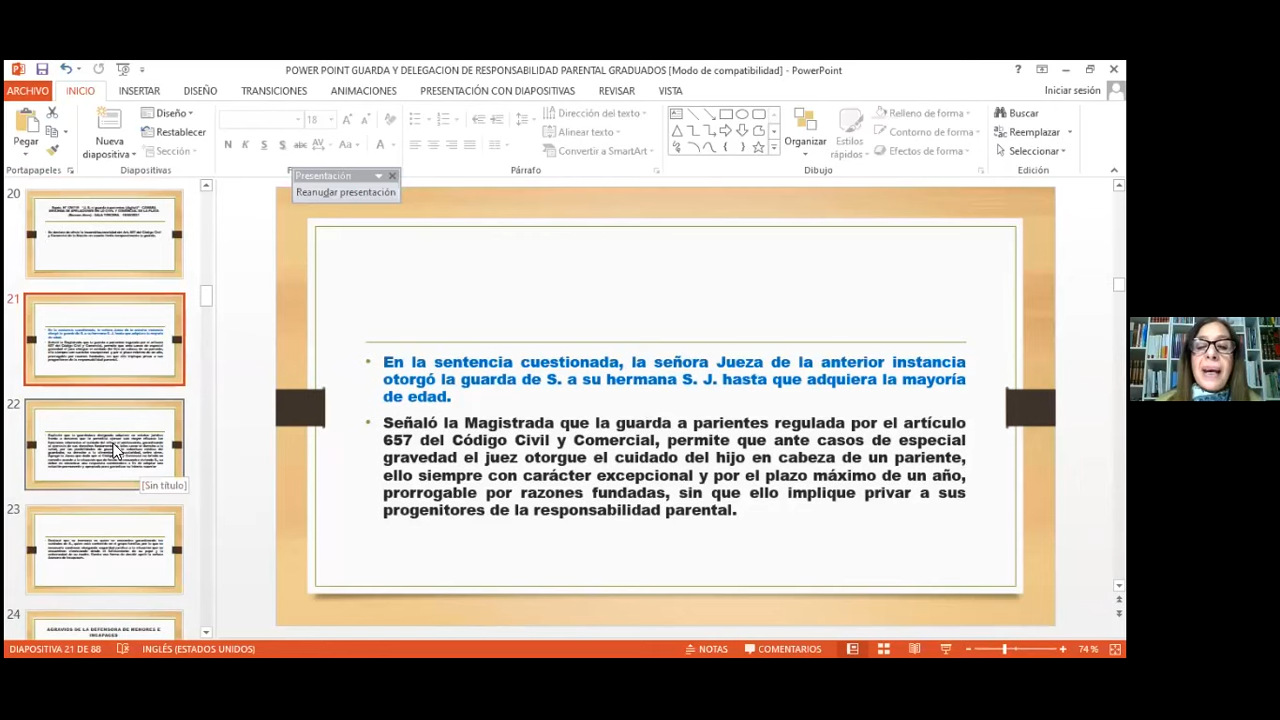 POWER POINT GUARDA Y DELEGACION DE RESPONSABILIDAD PARENTAL GRADUADOS [Modo de compatibilidad] - PowerPoint
ARCHIVO INICIO INSERTAR DISEÑO TRANSICIONES ANIMACIONES PRESENTACIÓN CON DIAPOSITIVAS REVISAR VISTA Iniciar sesión
Pegar
Nueva diapositiva
Diseño
Restablecer
Sección
18
N K S S abc AV Aa A
Dirección del texto
Alinear texto
Convertir a SmartArt
Organizar
Estilos rápidos
Relleno de forma
Contorno de forma
Efectos de forma
Buscar
Reemplazar
Seleccionar
Portapapeles Diapositivas Párrafo Dibujo Edición
Presentación
Reanudar presentación
20
21
22
[Sin título]
23
24
AGRAVIOS DE LA DEFENSORA DE MENORES E
INCAPACES
• En la sentencia cuestionada, la señora Jueza de la anterior instancia
otorgó la guarda de S. a su hermana S. J. hasta que adquiera la mayoría
de edad.
• Señaló la Magistrada que la guarda a parientes regulada por el artículo
657 del Código Civil y Comercial, permite que en casos de especial
gravedad el juez otorgue el cuidado del hijo en cabeza de un pariente,
ello siempre con carácter excepcional y por el plazo máximo de un año,
prorrogable por razones fundadas, sin que ello implique privar a sus
progenitores de la responsabilidad parental.
DIAPOSITIVA 21 DE 88 INGLÉS (ESTADOS UNIDOS) NOTAS COMENTARIOS 74 %